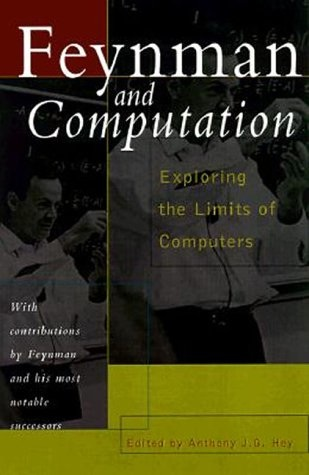 Feynman
and
Computation
Exploring
the Limits of
Computers
With
contributions
by Feynman
and his most
notable
successors
Edited by Anthony J.G. Hey